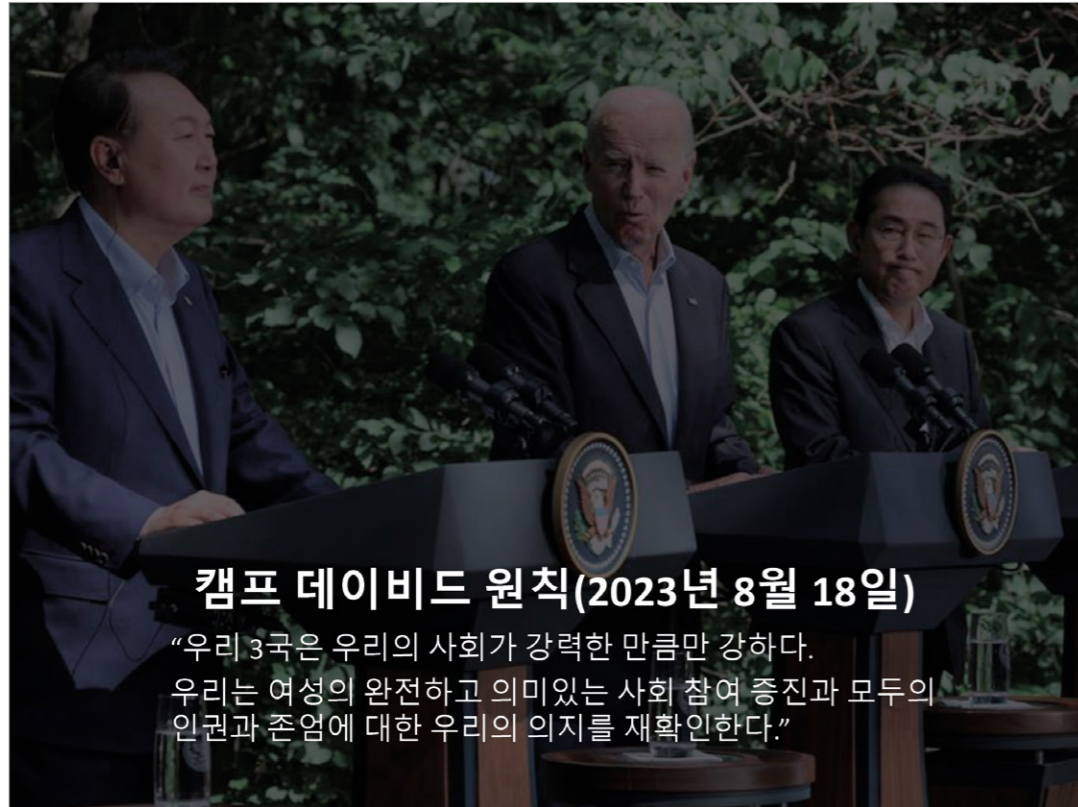 캠프 데이비드 원칙(2023년 8월 18일)
“우리 3국은 우리의 사회가 강력한 만큼만 강하다.
우리는 여성의 완전하고 의미있는 사회 참여 증진과 모두의
인권과 존엄에 대한 우리의 의지를 재확인한다.”